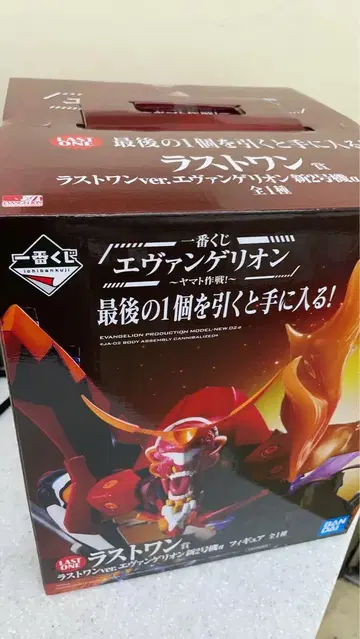 LAST ONE
最後の1個を引くと手に入る!
ラストワン賞
ラストワンver.エヴァンゲリオン新2号機α
全1種
一番くじ
ichibankuji
一番くじ
エヴァンゲリオン
~ヤマト作戦!~
最後の1個を引くと手に入る!
EVANGELION PRODUCTION MODEL-NEW 02α
«JA-02 BODY ASSEMBLY CANNIBALIZED»
LAST ONE
ラストワン賞
ラストワンver.エヴァンゲリオン新2号機α フィギュア 全1種
BANDAI